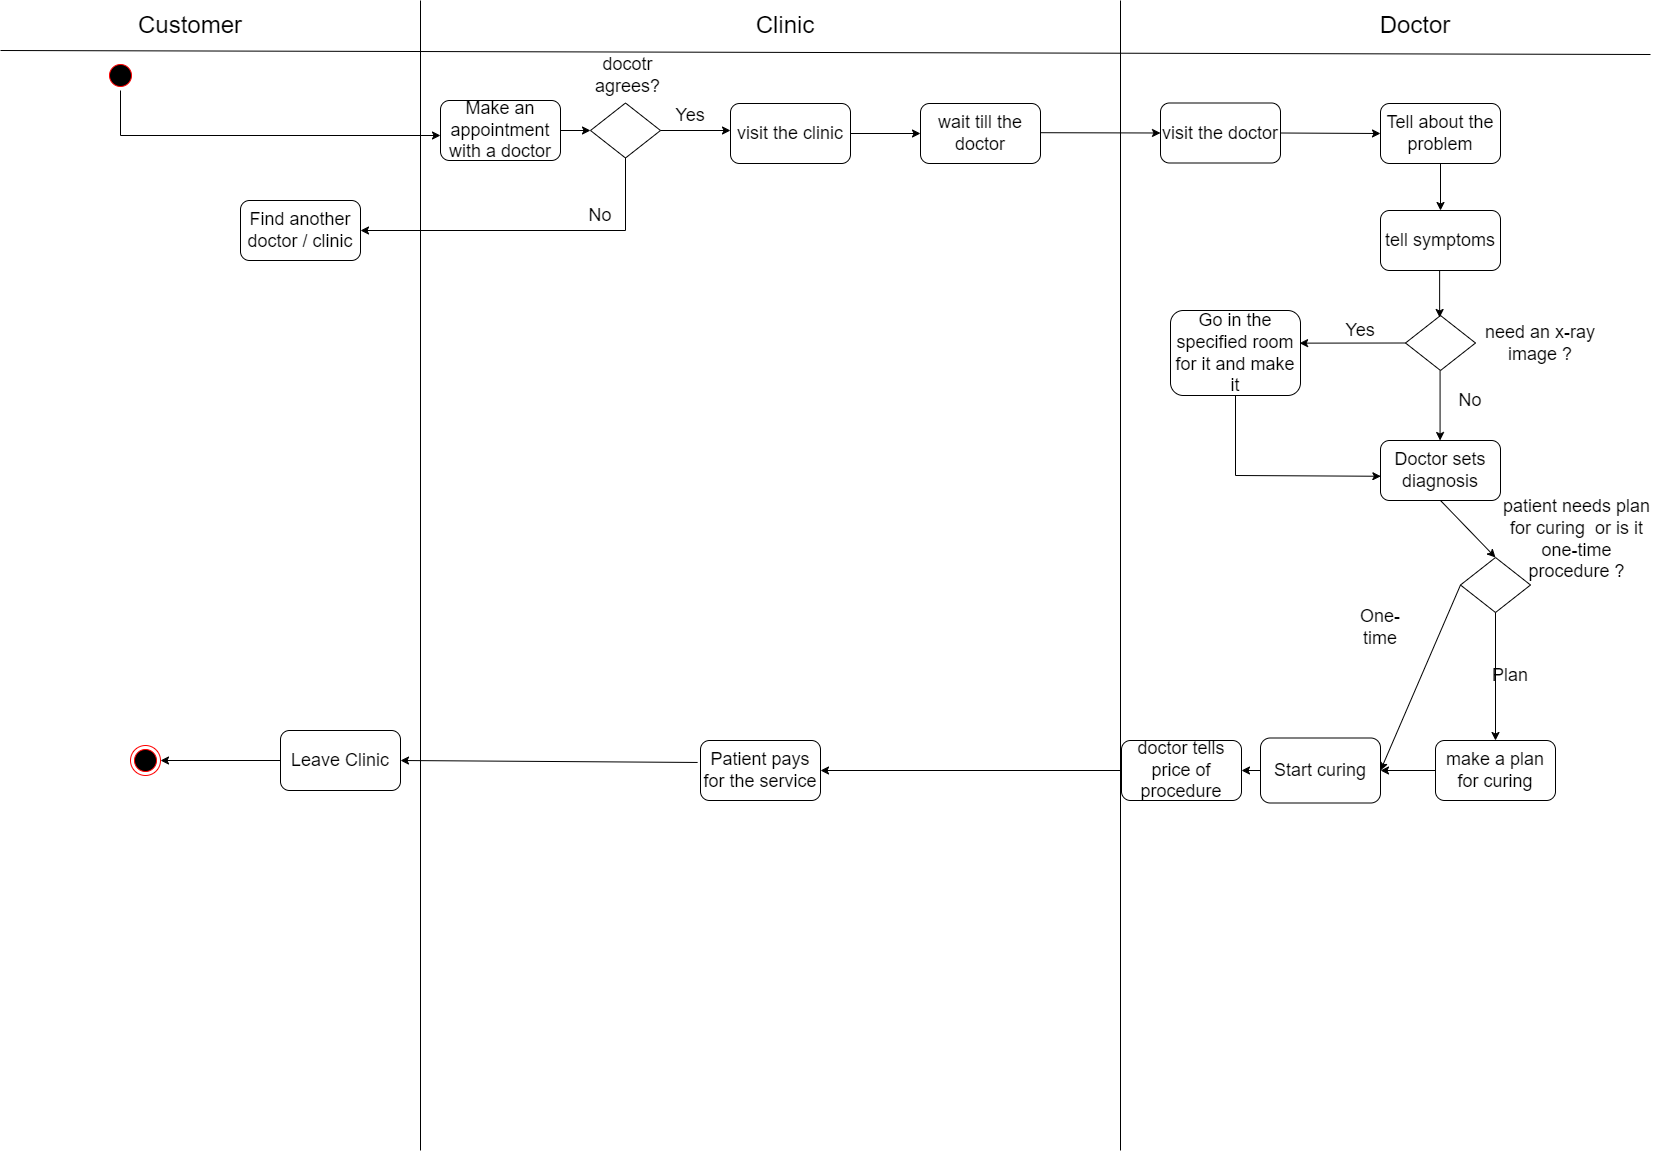 Customer
Clinic
Doctor
docotr
agrees?
Make an
appointment
with a doctor
Yes
visit the clinic
wait till the
doctor
visit the doctor
Tell about the
problem
No
Find another
doctor / clinic
tell symptoms
Go in the
specified room
for it and make
it
Yes
need an x-ray
image ?
No
Doctor sets
diagnosis
patient needs plan
for curing or is it
one-time
procedure ?
One-
time
Plan
Leave Clinic
Patient pays
for the service
doctor tells
price of
procedure
Start curing
make a plan
for curing